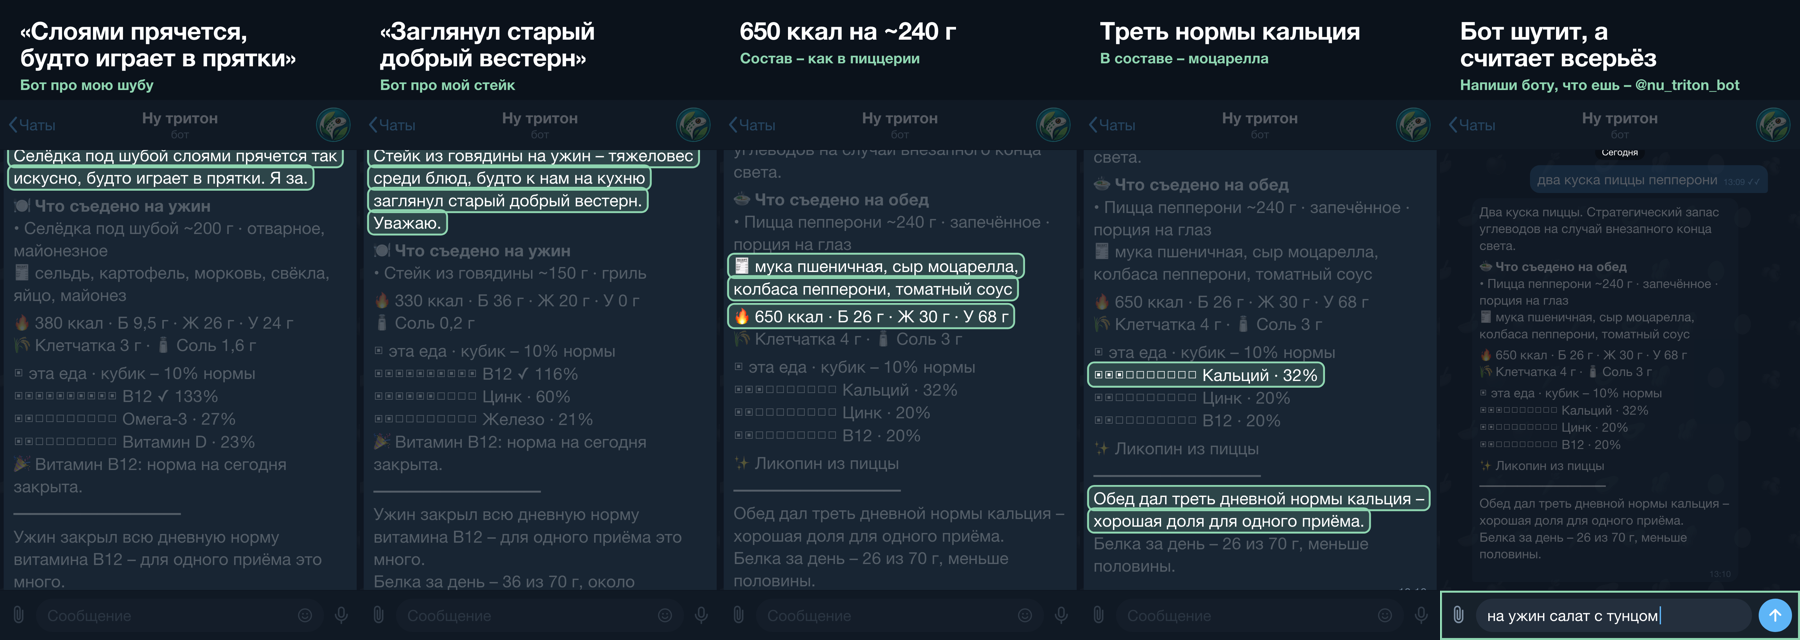 «Слоями прячется,
будто играет в прятки»
Бот про мою шубу
Чаты
Ну тритон
бот
Селёдка под шубой слоями прячется так
искусно, будто играет в прятки. Я за.
🍽 Что съедено на ужин
• Селёдка под шубой ~200 г · отварное,
майонезное
🧾 сельдь, картофель, морковь, свёкла,
яйцо, майонез
🔥 380 ккал · Б 9,5 г · Ж 26 г · У 24 г
🌾 Клетчатка 3 г · 🧂 Соль 1,6 г
▣ эта еда · кубик – 10% нормы
▣▣▣▣▣▣▣▣▣▣ B12 ✓ 133%
▣▣▣□□□□□□□ Омега-3 · 27%
▣▣□□□□□□□□ Витамин D · 23%
🎉 Витамин B12: норма на сегодня
закрыта.
Ужин закрыл всю дневную норму
витамина B12 – для одного приёма это
много.
Сообщение
«Заглянул старый
добрый вестерн»
Бот про мой стейк
Чаты
Ну тритон
бот
Стейк из говядины на ужин – тяжеловес
среди блюд, будто к нам на кухню
заглянул старый добрый вестерн.
Уважаю.
🍽 Что съедено на ужин
• Стейк из говядины ~150 г · гриль
🔥 330 ккал · Б 36 г · Ж 20 г · У 0 г
🧂 Соль 0,2 г
▣ эта еда · кубик – 10% нормы
▣▣▣▣▣▣▣▣▣▣ B12 ✓ 116%
▣▣▣▣▣▣□□□□ Цинк · 60%
▣▣□□□□□□□□ Железо · 21%
🎉 Витамин B12: норма на сегодня
закрыта.
Ужин закрыл всю дневную норму
витамина B12 – для одного приёма это
много.
Белка за день – 36 из 70 г, около
Сообщение
650 ккал на ~240 г
Состав – как в пиццерии
Чаты
Ну тритон
бот
углеводов на случай внезапного конца
света.
🍲 Что съедено на обед
• Пицца пепперони ~240 г · запечённое ·
порция на глаз
🧾 мука пшеничная, сыр моцарелла,
колбаса пепперони, томатный соус
🔥 650 ккал · Б 26 г · Ж 30 г · У 68 г
🌾 Клетчатка 4 г · 🧂 Соль 3 г
▣ эта еда · кубик – 10% нормы
▣▣▣□□□□□□□ Кальций · 32%
▣▣□□□□□□□□ Цинк · 20%
▣▣□□□□□□□□ B12 · 20%
✨ Ликопин из пиццы
Обед дал треть дневной нормы кальция –
хорошая доля для одного приёма.
Белка за день – 26 из 70 г, меньше
половины.
Сообщение
Треть нормы кальция
В составе – моцарелла
Чаты
Ну тритон
бот
света.
🍲 Что съедено на обед
• Пицца пепперони ~240 г · запечённое ·
порция на глаз
🧾 мука пшеничная, сыр моцарелла,
колбаса пепперони, томатный соус
🔥 650 ккал · Б 26 г · Ж 30 г · У 68 г
🌾 Клетчатка 4 г · 🧂 Соль 3 г
▣ эта еда · кубик – 10% нормы
▣▣▣□□□□□□□ Кальций · 32%
▣▣□□□□□□□□ Цинк · 20%
▣▣□□□□□□□□ B12 · 20%
✨ Ликопин из пиццы
Обед дал треть дневной нормы кальция –
хорошая доля для одного приёма.
Белка за день – 26 из 70 г, меньше
половины.
Сообщение
Бот шутит, а
считает всерьёз
Напиши боту, что ешь – @nu_triton_bot
Чаты
Ну тритон
бот
Сегодня
два куска пиццы пепперони 13:09 ✓✓
Два куска пиццы. Стратегический запас
углеводов на случай внезапного конца
света.
🍲 Что съедено на обед
• Пицца пепперони ~240 г · запечённое ·
порция на глаз
🧾 мука пшеничная, сыр моцарелла,
колбаса пепперони, томатный соус
🔥 650 ккал · Б 26 г · Ж 30 г · У 68 г
🌾 Клетчатка 4 г · 🧂 Соль 3 г
▣ эта еда · кубик – 10% нормы
▣▣▣□□□□□□□ Кальций · 32%
▣▣□□□□□□□□ Цинк · 20%
▣▣□□□□□□□□ B12 · 20%
✨ Ликопин из пиццы
Обед дал треть дневной нормы кальция –
хорошая доля для одного приёма.
Белка за день – 26 из 70 г, меньше
половины.
13:10
на ужин салат с тунцом